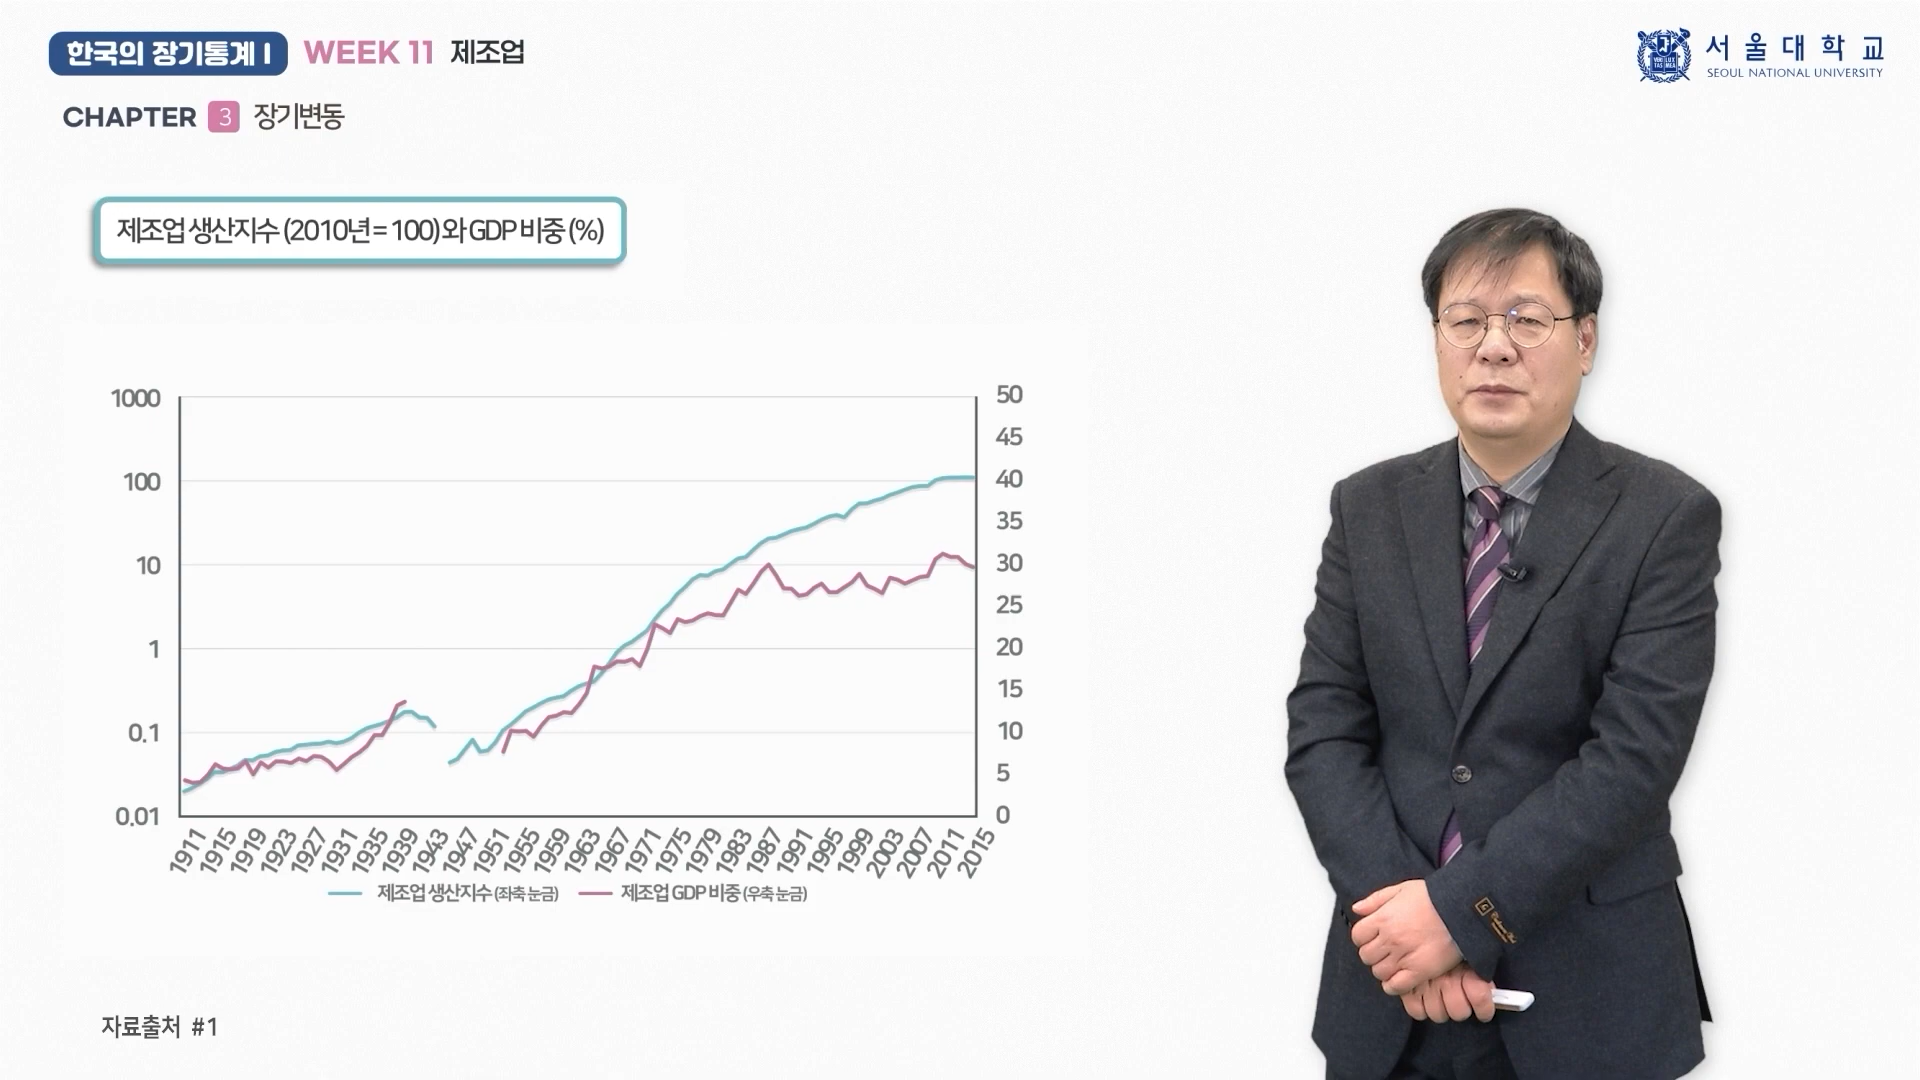 한국의 장기통계 I WEEK 11 제조업
서울대학교
SEOUL NATIONAL UNIVERSITY
CHAPTER 3 장기변동
제조업 생산지수 (2010년 = 100) 와 GDP 비중 (%)
1000
100
10
1
0.1
0.01
50
45
40
35
30
25
20
15
10
5
0
1911 1915 1919 1923 1927 1931 1935 1939 1943 1947 1951 1955 1959 1963 1967 1971 1975 1979 1983 1987 1991 1995 1999 2003 2007 2011 2015
제조업 생산지수 (좌축 눈금) 제조업 GDP 비중 (우축 눈금)
자료출처 #1